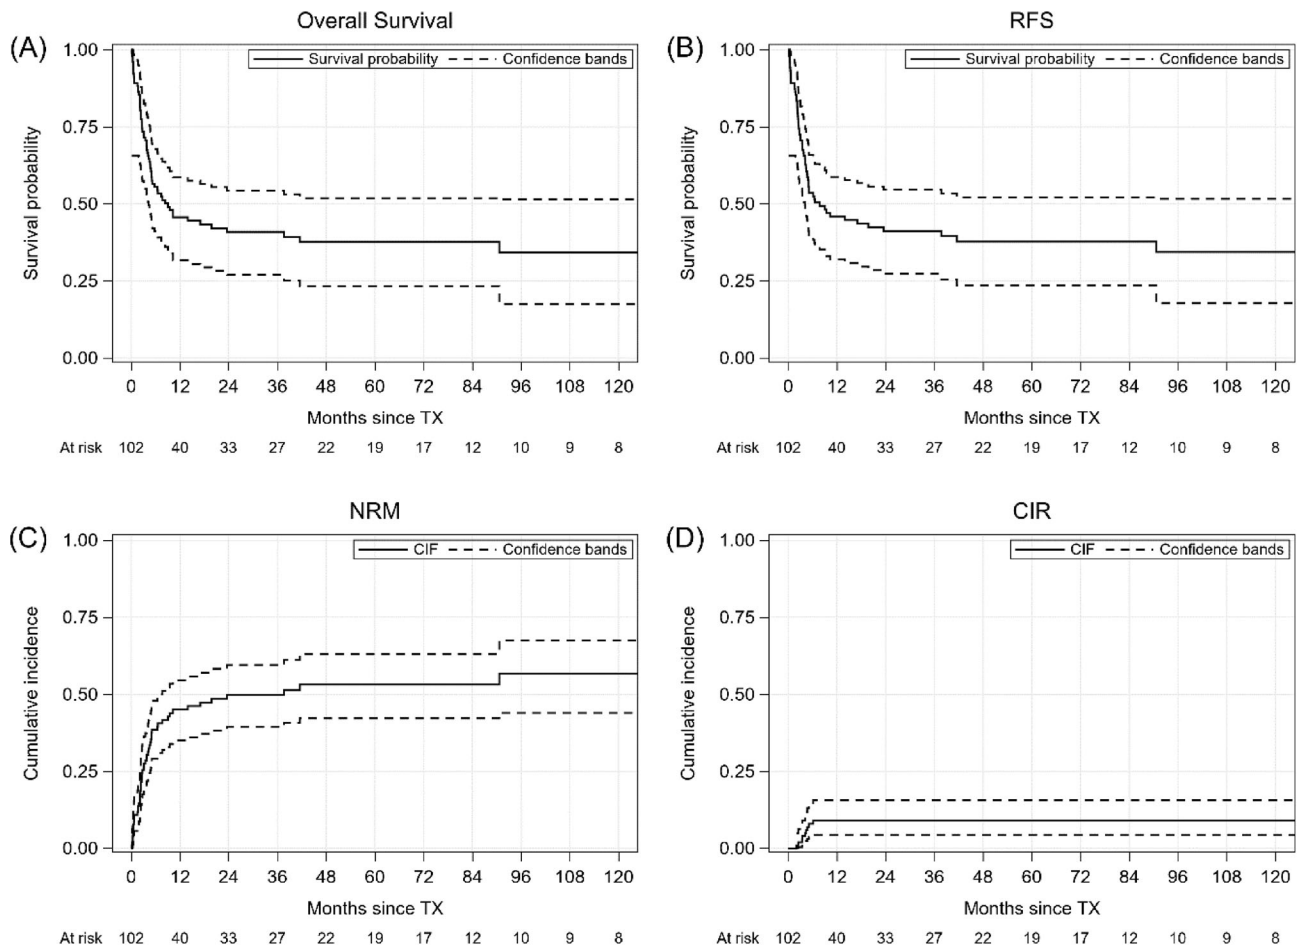 Overall Survival
(A)
Survival probability
Confidence bands
Survival probability
1.00
0.75
0.50
0.25
0.00
0 12 24 36 48 60 72 84 96 108 120
Months since TX
At risk 102 40 33 27 22 19 17 12 10 9 8
RFS
(B)
Survival probability
Confidence bands
Survival probability
1.00
0.75
0.50
0.25
0.00
0 12 24 36 48 60 72 84 96 108 120
Months since TX
At risk 102 40 33 27 22 19 17 12 10 9 8
NRM
(C)
CIF
Confidence bands
Cumulative incidence
1.00
0.75
0.50
0.25
0.00
0 12 24 36 48 60 72 84 96 108 120
Months since TX
At risk 102 40 33 27 22 19 17 12 10 9 8
CIR
(D)
CIF
Confidence bands
Cumulative incidence
1.00
0.75
0.50
0.25
0.00
0 12 24 36 48 60 72 84 96 108 120
Months since TX
At risk 102 40 33 27 22 19 17 12 10 9 8